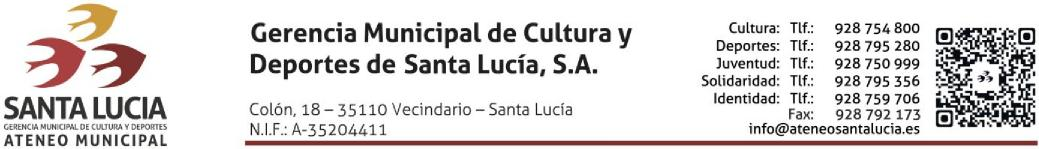 SANTA LUCIA
GERENCIA MUNICIPAL DE CULTURA Y DEPORTES
ATENEO MUNICIPAL
Gerencia Municipal de Cultura y
Deportes de Santa Lucía, S.A.
Colón, 18 – 35110 Vecindario – Santa Lucía
N.I.F.: A-35204411
Cultura: Tlf.: 928 754 800
Deportes: Tlf.: 928 795 280
Juventud: Tlf.: 928 750 999
Solidaridad: Tlf.: 928 795 356
Identidad: Tlf.: 928 759 706
Fax: 928 792 173
info@ateneosantalucia.es